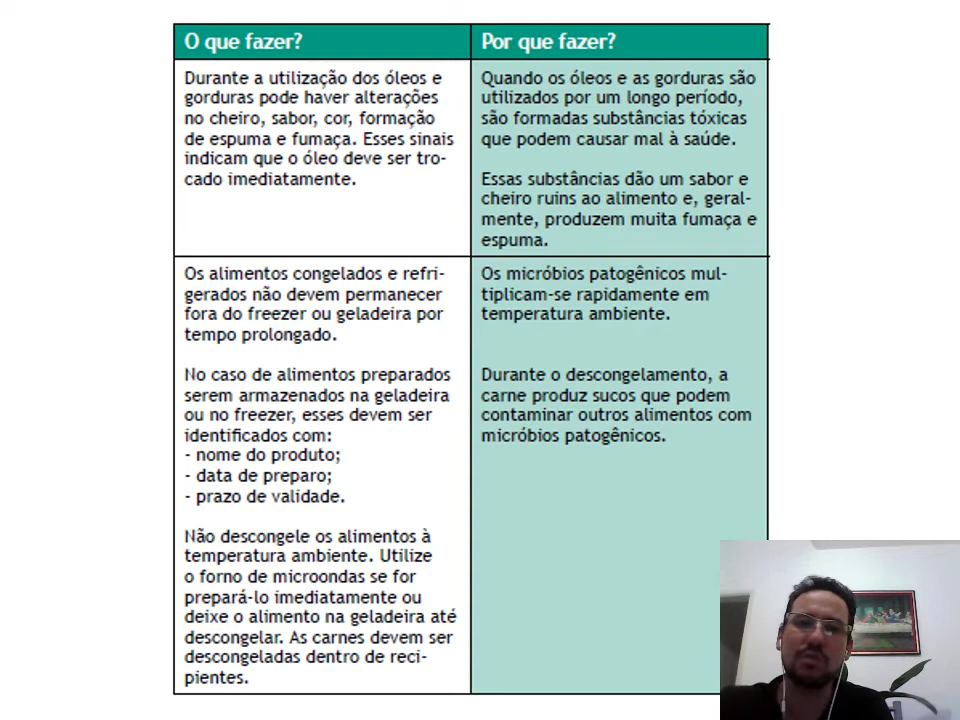 O que fazer?
Durante a utilização dos óleos e
gorduras pode haver alterações
no cheiro, sabor, cor, formação
de espuma e fumaça. Esses sinais
indicam que o óleo deve ser tro-
cado imediatamente.
Por que fazer?
Quando os óleos e as gorduras são
utilizados por um longo período,
são formadas substâncias tóxicas
que podem causar mal à saúde.
Essas substâncias dão um sabor e
cheiro ruins ao alimento e, geral-
mente, produzem muita fumaça e
espuma.
Os alimentos congelados e refri-
gerados não devem permanecer
fora do freezer ou geladeira por
tempo prolongado.
No caso de alimentos preparados
serem armazenados na geladeira
ou no freezer, esses devem ser
identificados com:
- nome do produto;
- data de preparo;
- prazo de validade.
Não descongele os alimentos à
temperatura ambiente. Utilize
o forno de microondas se for
prepará-lo imediatamente ou
deixe o alimento na geladeira até
descongelar. As carnes devem ser
descongeladas dentro de reci-
pientes.
Os micróbios patogênicos mul-
tiplicam-se rapidamente em
temperatura ambiente.
Durante o descongelamento, a
carne produz sucos que podem
contaminar outros alimentos com
micróbios patogênicos.